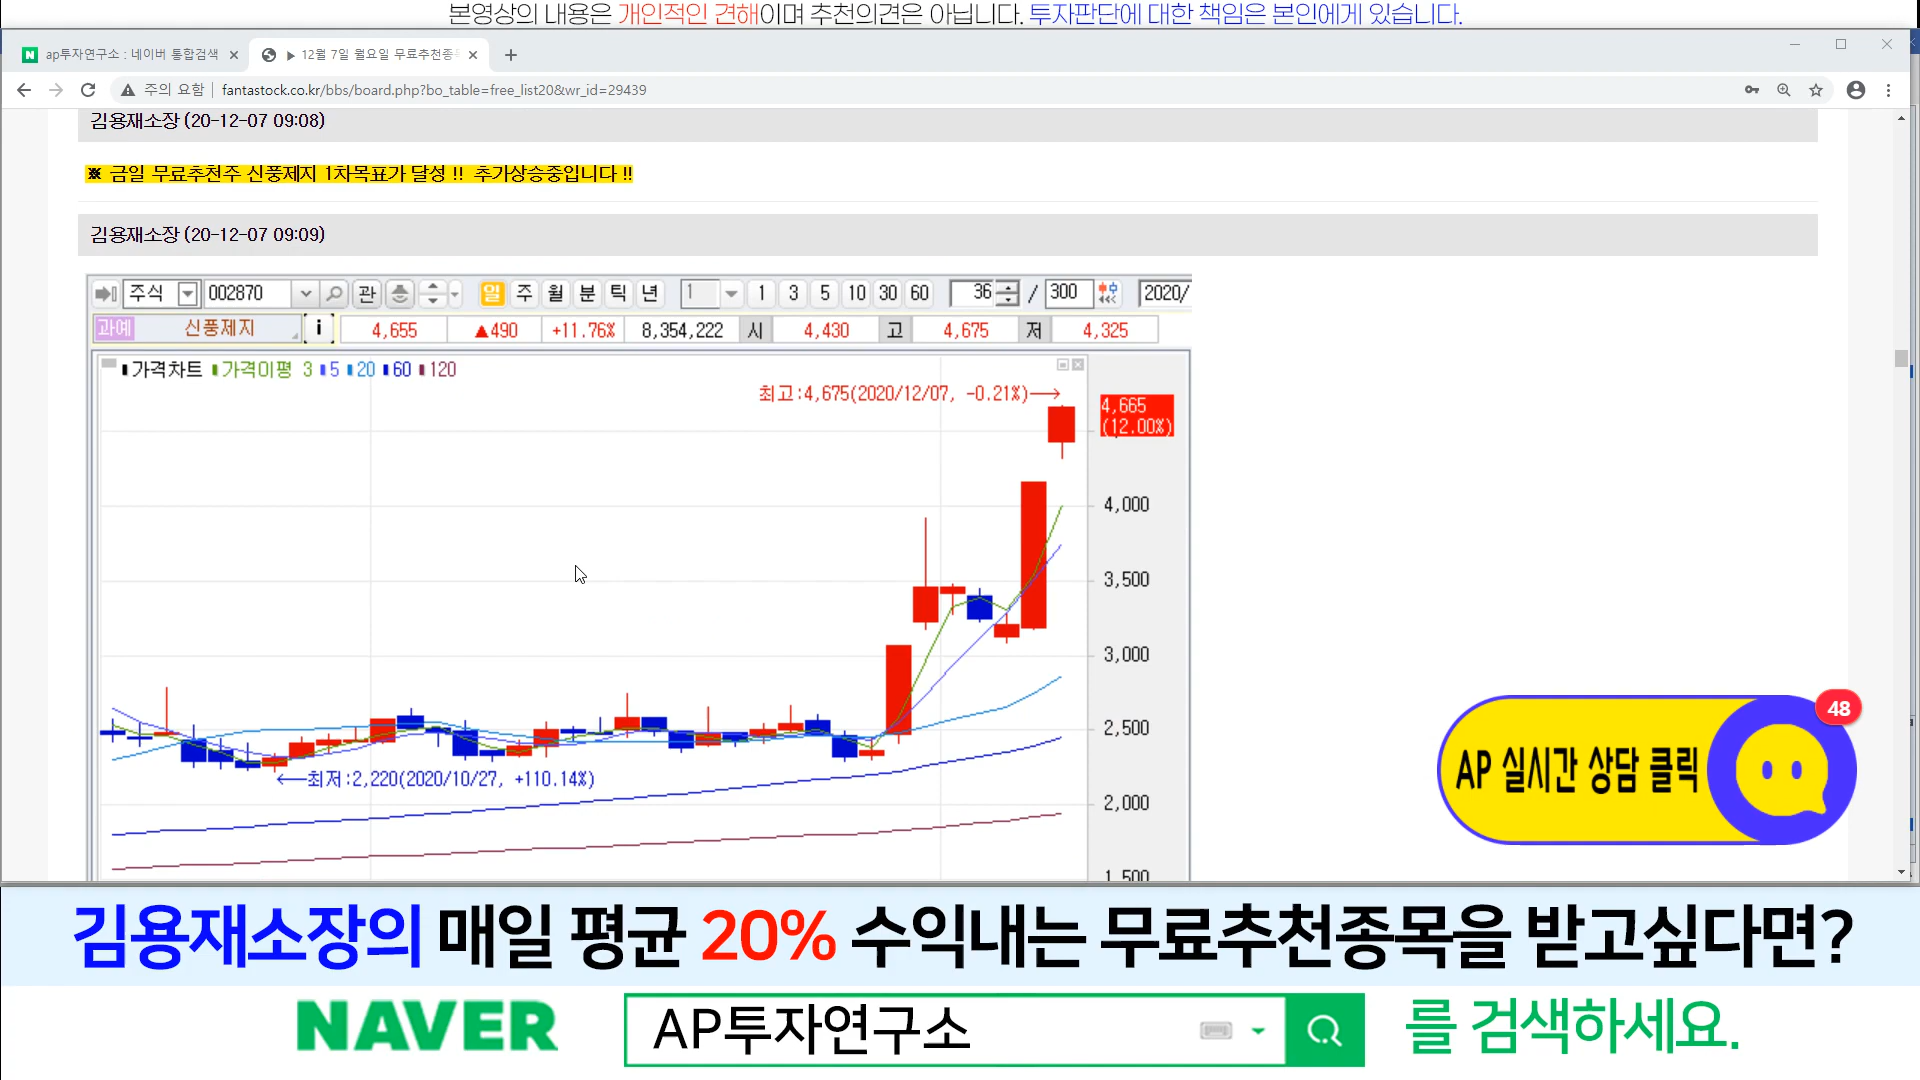 본영상의 내용은 개인적인 견해이며 추천의견은 아닙니다. 투자판단에 대한 책임은 본인에게 있습니다.
ap투자연구소 : 네이버 통합검색
▶ 12월 7일 월요일 무료추천종
주의 요함 | fantastock.co.kr/bbs/board.php?bo_table=free_list20&wr_id=29439
김용재소장 (20-12-07 09:08)
※ 금일 무료추천주 신풍제지 1차목표가 달성 !! 추가상승중입니다 !!
김용재소장 (20-12-07 09:09)
주식 002870 관 일 주 월 분 틱 년 1 1 3 5 10 30 60 36 / 300 2020/
과예 신풍제지 i 4,655 ▲490 +11.76% 8,354,222 시 4,430 고 4,675 저 4,325
가격차트 가격이평 3 5 20 60 120
최고:4,675(2020/12/07, -0.21%)→
4,665
(12.00%)
4,000
3,500
3,000
2,500
←최저:2,220(2020/10/27, +110.14%)
2,000
1,500
48
AP 실시간 상담 클릭
김용재소장의 매일 평균 20% 수익내는 무료추천종목을 받고싶다면?
NAVER AP투자연구소 를 검색하세요.